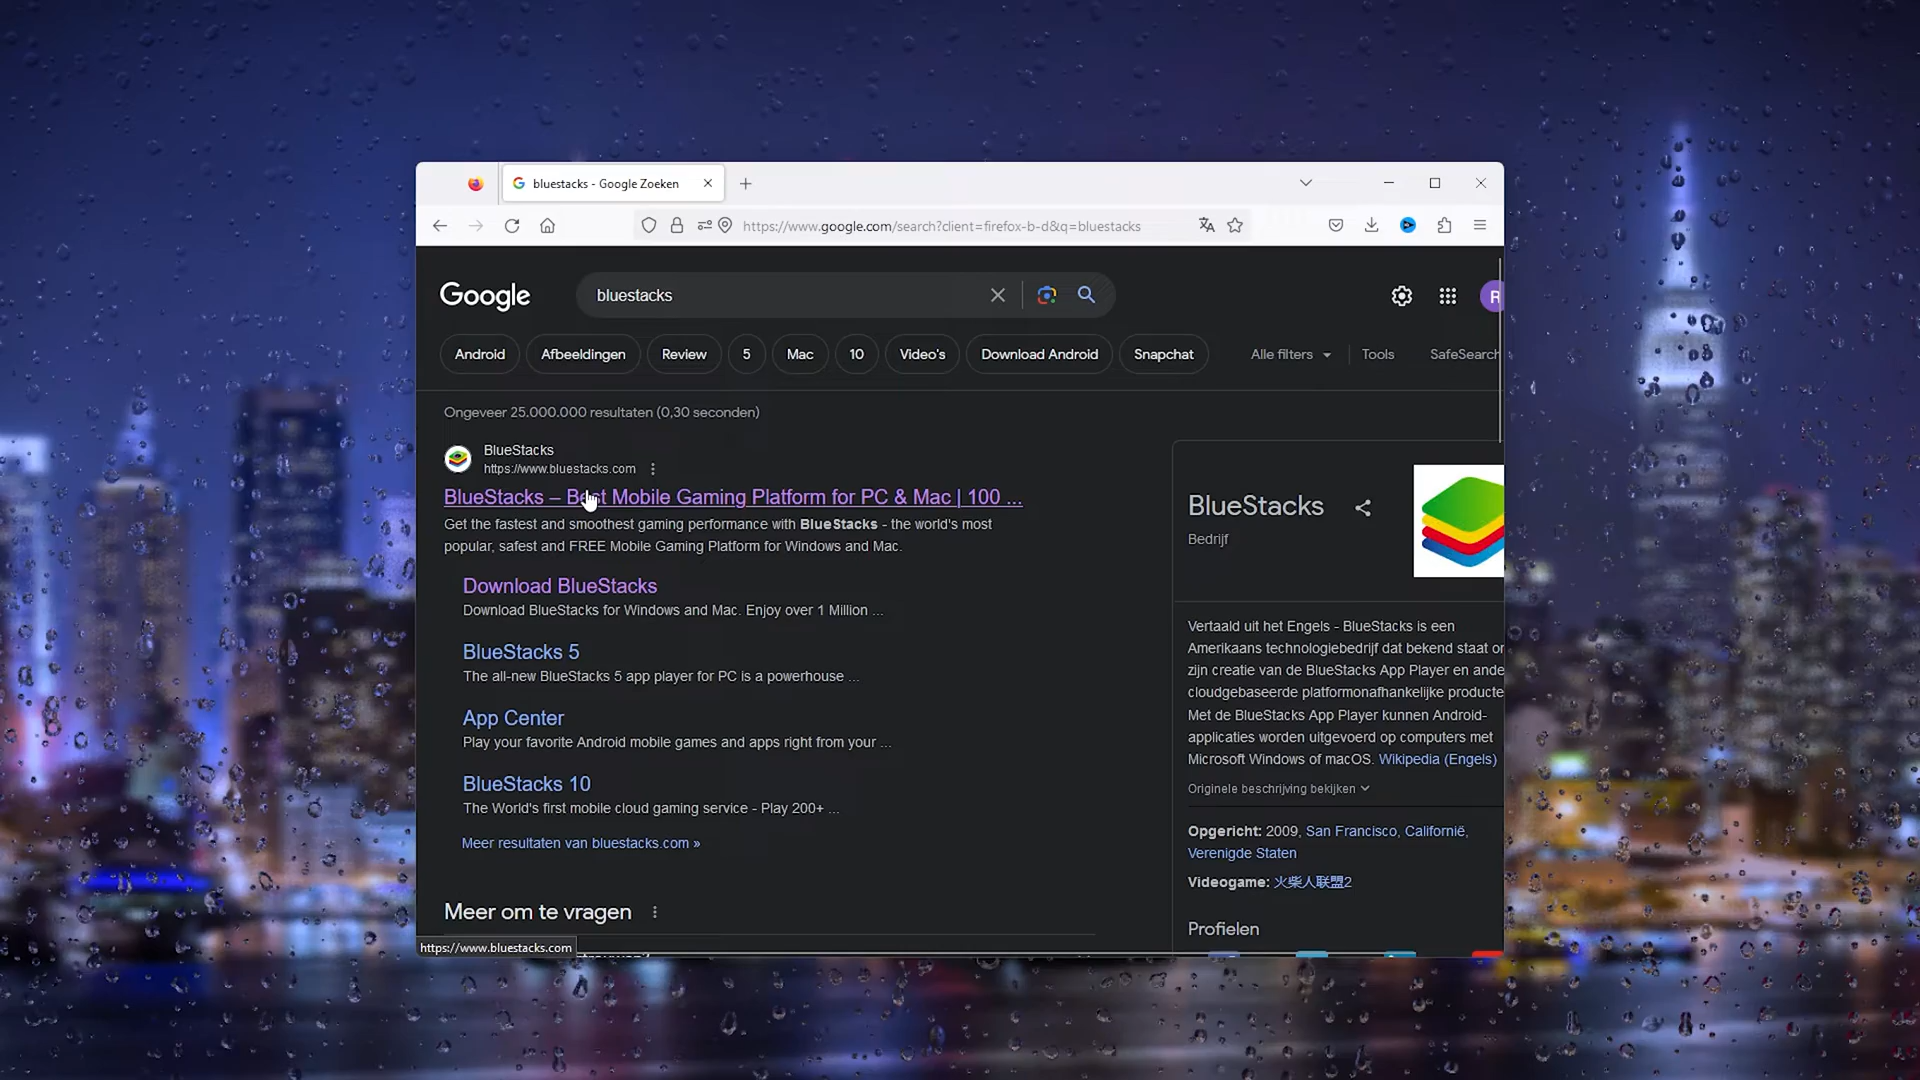 bluestacks - Google Zoeken
https://www.google.com/search?client=firefox-b-d&q=bluestacks
Google
bluestacks
R
Android
Afbeeldingen
Review
5
Mac
10
Video's
Download Android
Snapchat
Alle filters
Tools
SafeSearch
Ongeveer 25.000.000 resultaten (0,30 seconden)
BlueStacks
https://www.bluestacks.com
BlueStacks – Best Mobile Gaming Platform for PC & Mac | 100 ...
Get the fastest and smoothest gaming performance with BlueStacks - the world's most
popular, safest and FREE Mobile Gaming Platform for Windows and Mac.
Download BlueStacks
Download BlueStacks for Windows and Mac. Enjoy over 1 Million ...
BlueStacks 5
The all-new BlueStacks 5 app player for PC is a powerhouse ...
App Center
Play your favorite Android mobile games and apps right from your ...
BlueStacks 10
The World's first mobile cloud gaming service - Play 200+ ...
Meer resultaten van bluestacks.com »
Meer om te vragen
https://www.bluestacks.com
BlueStacks
Bedrijf
Vertaald uit het Engels - BlueStacks is een
Amerikaans technologiebedrijf dat bekend staat om
zijn creatie van de BlueStacks App Player en ande
cloudgebaseerde platformonafhankelijke producte
Met de BlueStacks App Player kunnen Android-
applicaties worden uitgevoerd op computers met
Microsoft Windows of macOS. Wikipedia (Engels)
Originele beschrijving bekijken
Opgericht: 2009, San Francisco, Californië,
Verenigde Staten
Videogame: 火柴人联盟2
Profielen